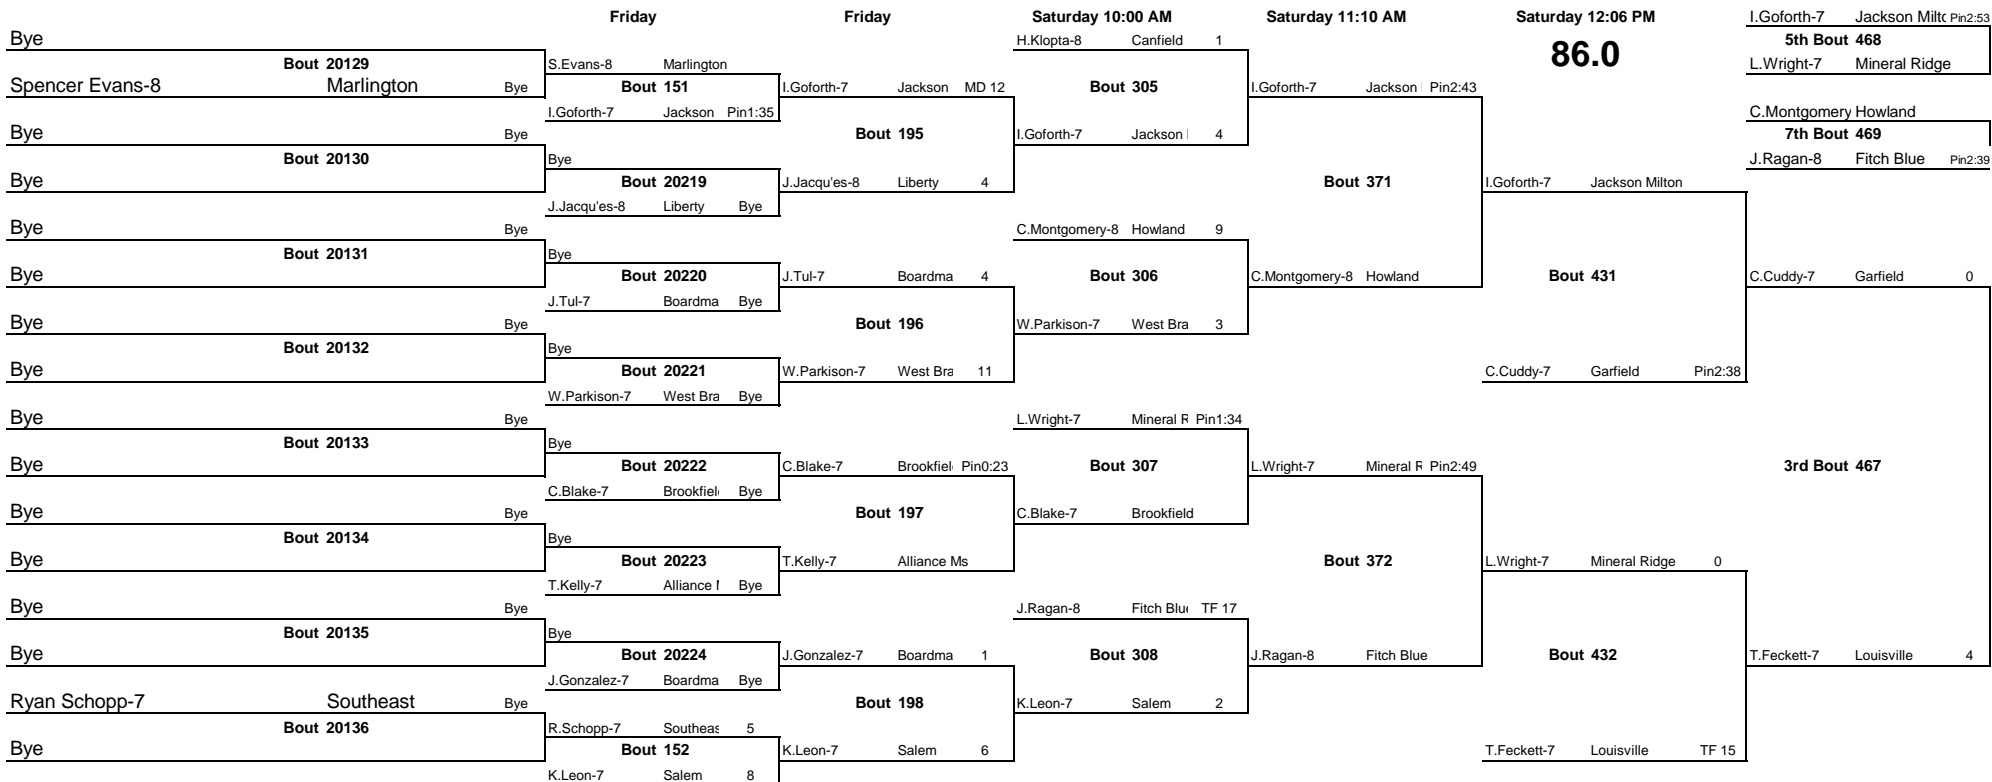 Friday Friday Saturday 10:00 AM Saturday 11:10 AM Saturday 12:06 PM I.Goforth-7 Jackson Milto Pin2:53
Bye H.Klopta-8 Canfield 1 86.0 5th Bout 468
Bout 20129 S.Evans-8 Marlington L.Wright-7 Mineral Ridge
Spencer Evans-8 Marlington Bye Bout 151 I.Goforth-7 Jackson MD 12 Bout 305 I.Goforth-7 Jackson Pin2:43
I.Goforth-7 Jackson Pin1:35 C.Montgomery Howland
Bye Bye Bout 195 I.Goforth-7 Jackson 4 7th Bout 469
Bout 20130 Bye J.Ragan-8 Fitch Blue Pin2:39
Bye Bout 20219 J.Jacqu'es-8 Liberty 4 Bout 371 I.Goforth-7 Jackson Milton
J.Jacqu'es-8 Liberty Bye
Bye Bye C.Montgomery-8 Howland 9
Bout 20131 Bye
Bye Bout 20220 J.Tul-7 Boardma 4 Bout 306 C.Montgomery-8 Howland Bout 431 C.Cuddy-7 Garfield 0
J.Tul-7 Boardma Bye
Bye Bye Bout 196 W.Parkison-7 West Bra 3
Bout 20132 Bye
Bye Bout 20221 W.Parkison-7 West Bra 11 C.Cuddy-7 Garfield Pin2:38
W.Parkison-7 West Bra Bye
Bye Bye L.Wright-7 Mineral R Pin1:34
Bout 20133 Bye
Bye Bout 20222 C.Blake-7 Brookfiel Pin0:23 Bout 307 L.Wright-7 Mineral R Pin2:49 3rd Bout 467
C.Blake-7 Brookfiel Bye
Bye Bye Bout 197 C.Blake-7 Brookfield
Bout 20134 Bye
Bye Bout 20223 T.Kelly-7 Alliance Ms Bout 372 L.Wright-7 Mineral Ridge 0
T.Kelly-7 Alliance Bye
Bye Bye J.Ragan-8 Fitch Blue TF 17
Bout 20135 Bye
Bye Bout 20224 J.Gonzalez-7 Boardma 1 Bout 308 J.Ragan-8 Fitch Blue Bout 432 T.Feckett-7 Louisville 4
J.Gonzalez-7 Boardma Bye
Ryan Schopp-7 Southeast Bye Bout 198 K.Leon-7 Salem 2
Bout 20136 R.Schopp-7 Southeas 5
Bye Bout 152 K.Leon-7 Salem 6 T.Feckett-7 Louisville TF 15
K.Leon-7 Salem 8